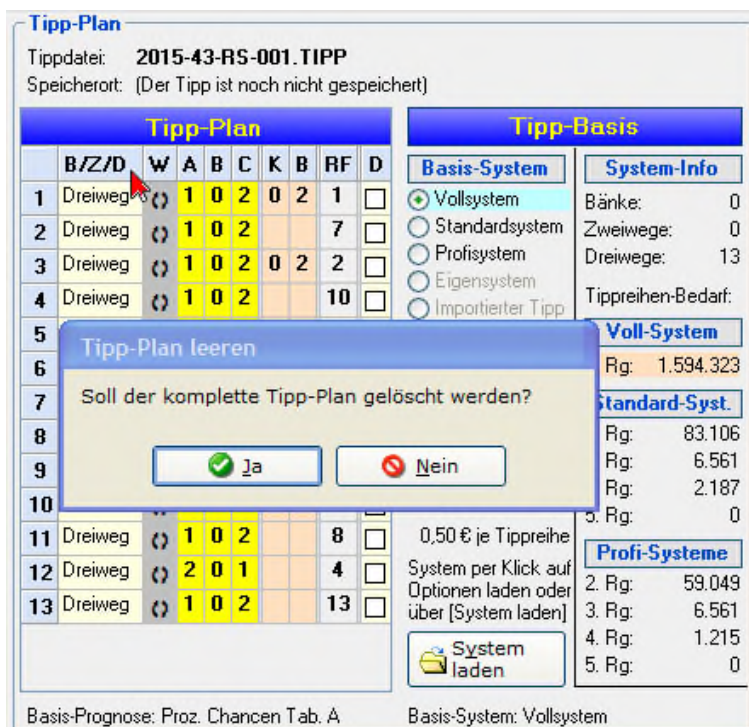 Tipp-Plan
Tippdatei: 2015-43-RS-001.TIPP
Speicherort: (Der Tipp ist noch nicht gespeichert)
Tipp-Plan
B/Z/D W A B C K B RF D
1 Dreiweg 1 0 2 0 2 1
2 Dreiweg 1 0 2 7
3 Dreiweg 1 0 2 0 2 2
4 Dreiweg 1 0 2 10
5
6
7
8
9
10
11 Dreiweg 1 0 2 8
12 Dreiweg 2 0 1 4
13 Dreiweg 1 0 2 13
Basis-Prognose: Proz. Chancen Tab. A
Tipp-Plan leeren
Soll der komplette Tipp-Plan gelöscht werden?
Ja
Nein
Tipp-Basis
Basis-System
Vollsystem
Standardsystem
Profisystem
Eigensystem
Importierter Tipp
0,50 € je Tippreihe
System per Klick auf
Optionen laden oder
über [System laden]
System
laden
Basis-System: Vollsystem
System-Info
Bänke: 0
Zweiwege: 0
Dreiwege: 13
Tippreihen-Bedarf:
Voll-System
Rg: 1.594.323
Standard-Syst.
Rg: 83.106
Rg: 6.561
Rg: 2.187
5. Rg: 0
Profi-Systeme
2. Rg: 59.049
3. Rg: 6.561
4. Rg: 1.215
5. Rg: 0